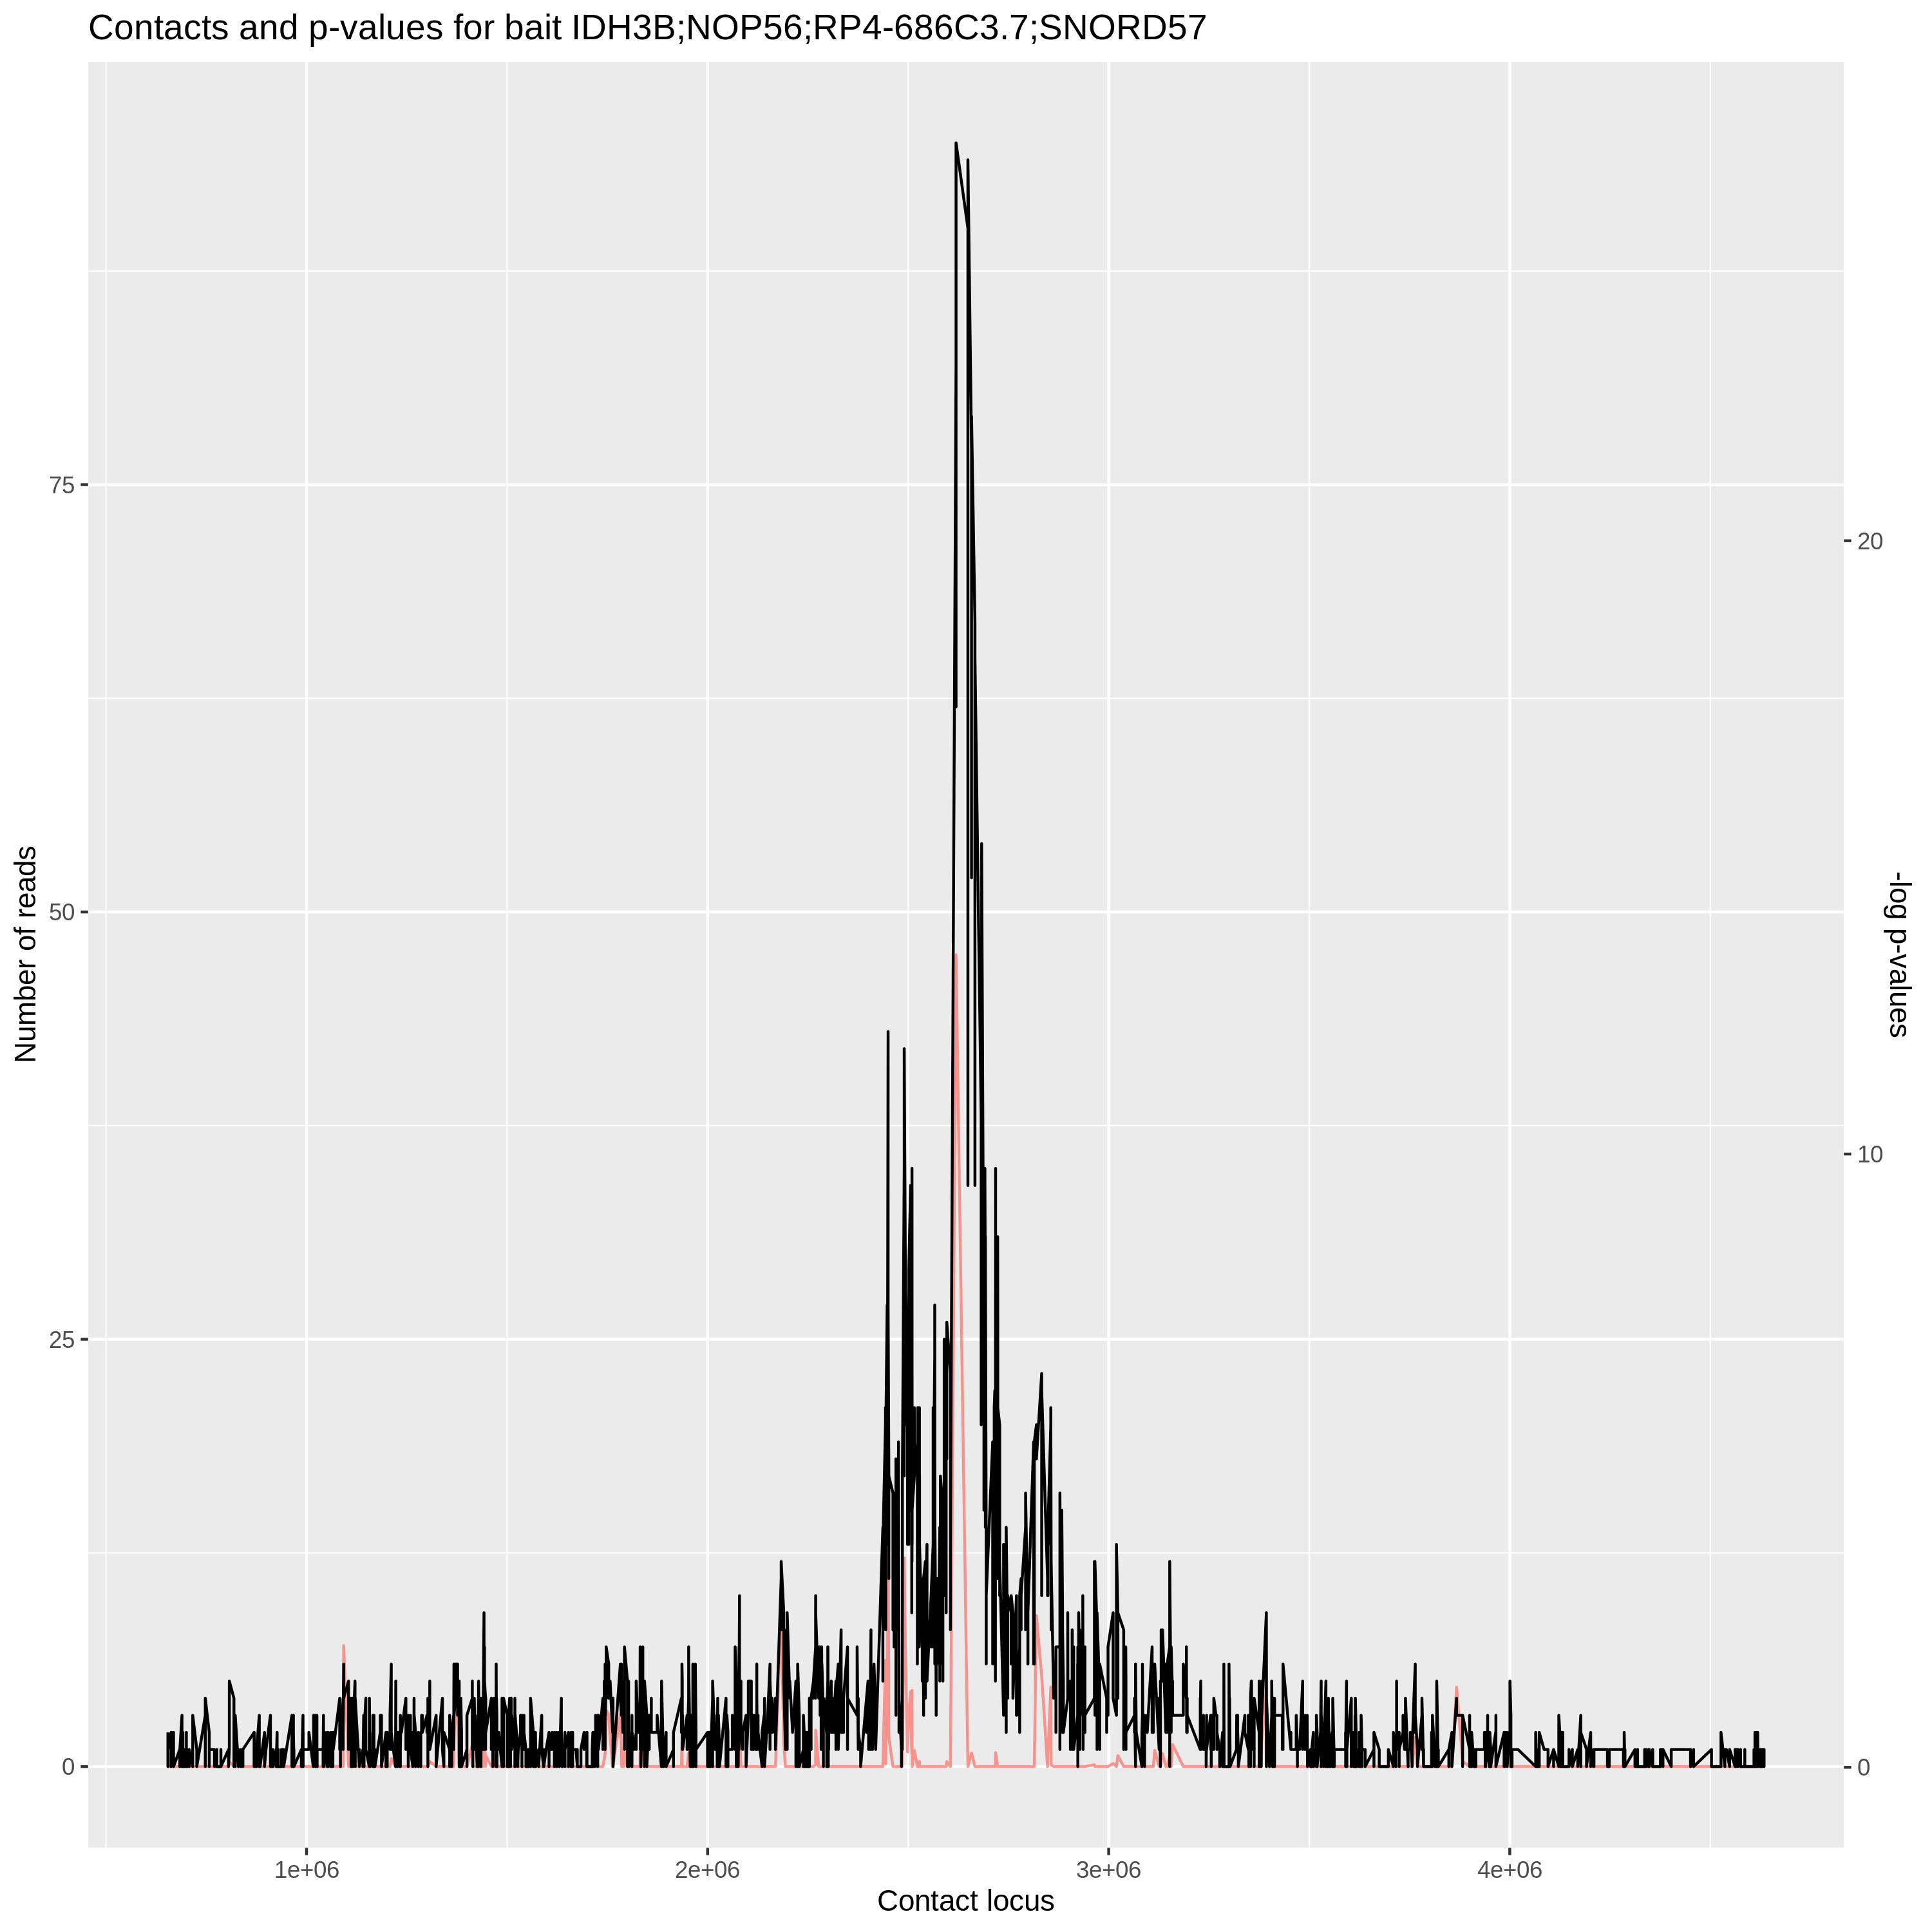 Contacts and p-values for bait IDH3B;NOP56;RP4-686C3.7;SNORD57
75
50
25
0
Number of reads
20
10
0
-log p-values
1e+06
2e+06
3e+06
4e+06
Contact locus